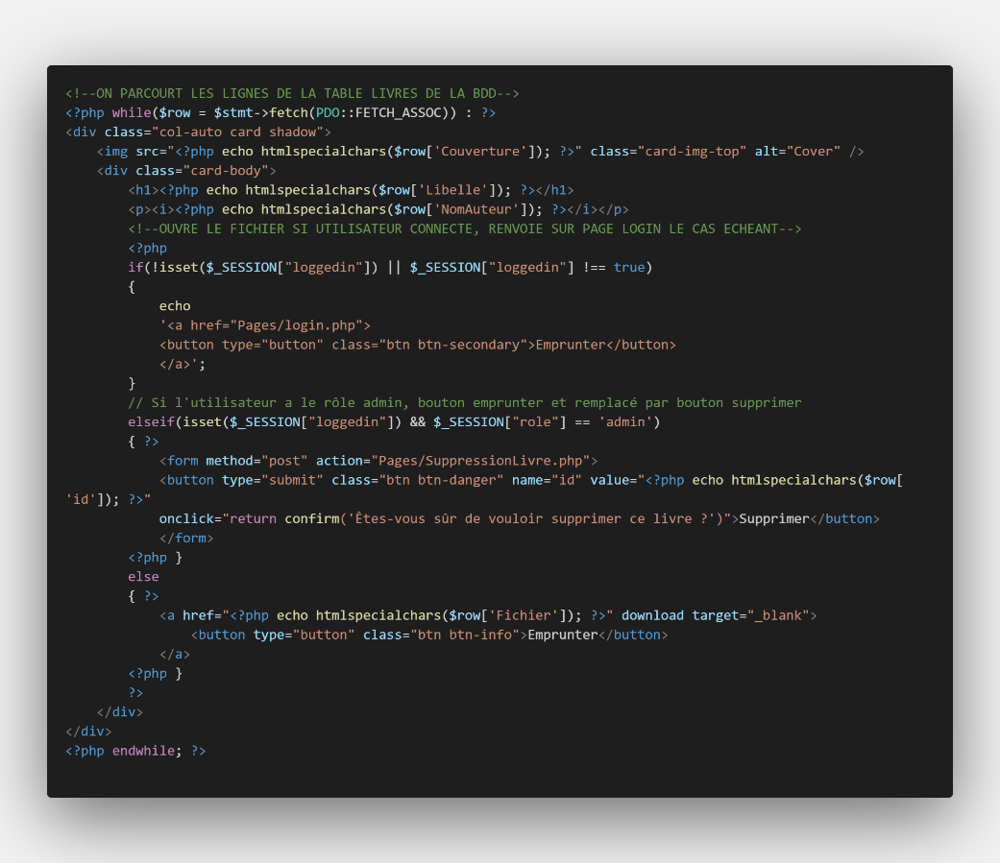 <!--ON PARCOURT LES LIGNES DE LA TABLE LIVRES DE LA BDD-->
<?php while($row = $stmt->fetch(PDO::FETCH_ASSOC)) : ?>
<div class="col-auto card shadow">
    <img src="<?php echo htmlspecialchars($row['Couverture']); ?>" class="card-img-top" alt="Cover" />
    <div class="card-body">
        <h1><?php echo htmlspecialchars($row['Libelle']); ?></h1>
        <p><i><?php echo htmlspecialchars($row['NomAuteur']); ?></i></p>
        <!--OUVRE LE FICHIER SI UTILISATEUR CONNECTE, RENVOIE SUR PAGE LOGIN LE CAS ECHEANT-->
        <?php
        if(!isset($_SESSION["loggedin"]) || $_SESSION["loggedin"] !== true)
        {
            echo
            '<a href="Pages/login.php">
            <button type="button" class="btn btn-secondary">Emprunter</button>
            </a>';
        }
        // Si l'utilisateur a le rôle admin, bouton emprunter et remplacé par bouton supprimer
        elseif(isset($_SESSION["loggedin"]) && $_SESSION["role"] == 'admin')
        { ?>
            <form method="post" action="Pages/SuppressionLivre.php">
            <button type="submit" class="btn btn-danger" name="id" value="<?php echo htmlspecialchars($row[
'id']); ?>"
            onclick="return confirm('Êtes-vous sûr de vouloir supprimer ce livre ?')">Supprimer</button>
            </form>
        <?php }
        else
        { ?>
            <a href="<?php echo htmlspecialchars($row['Fichier']); ?>" download target="_blank">
                <button type="button" class="btn btn-info">Emprunter</button>
            </a>
        <?php }
        ?>
    </div>
</div>
<?php endwhile; ?>